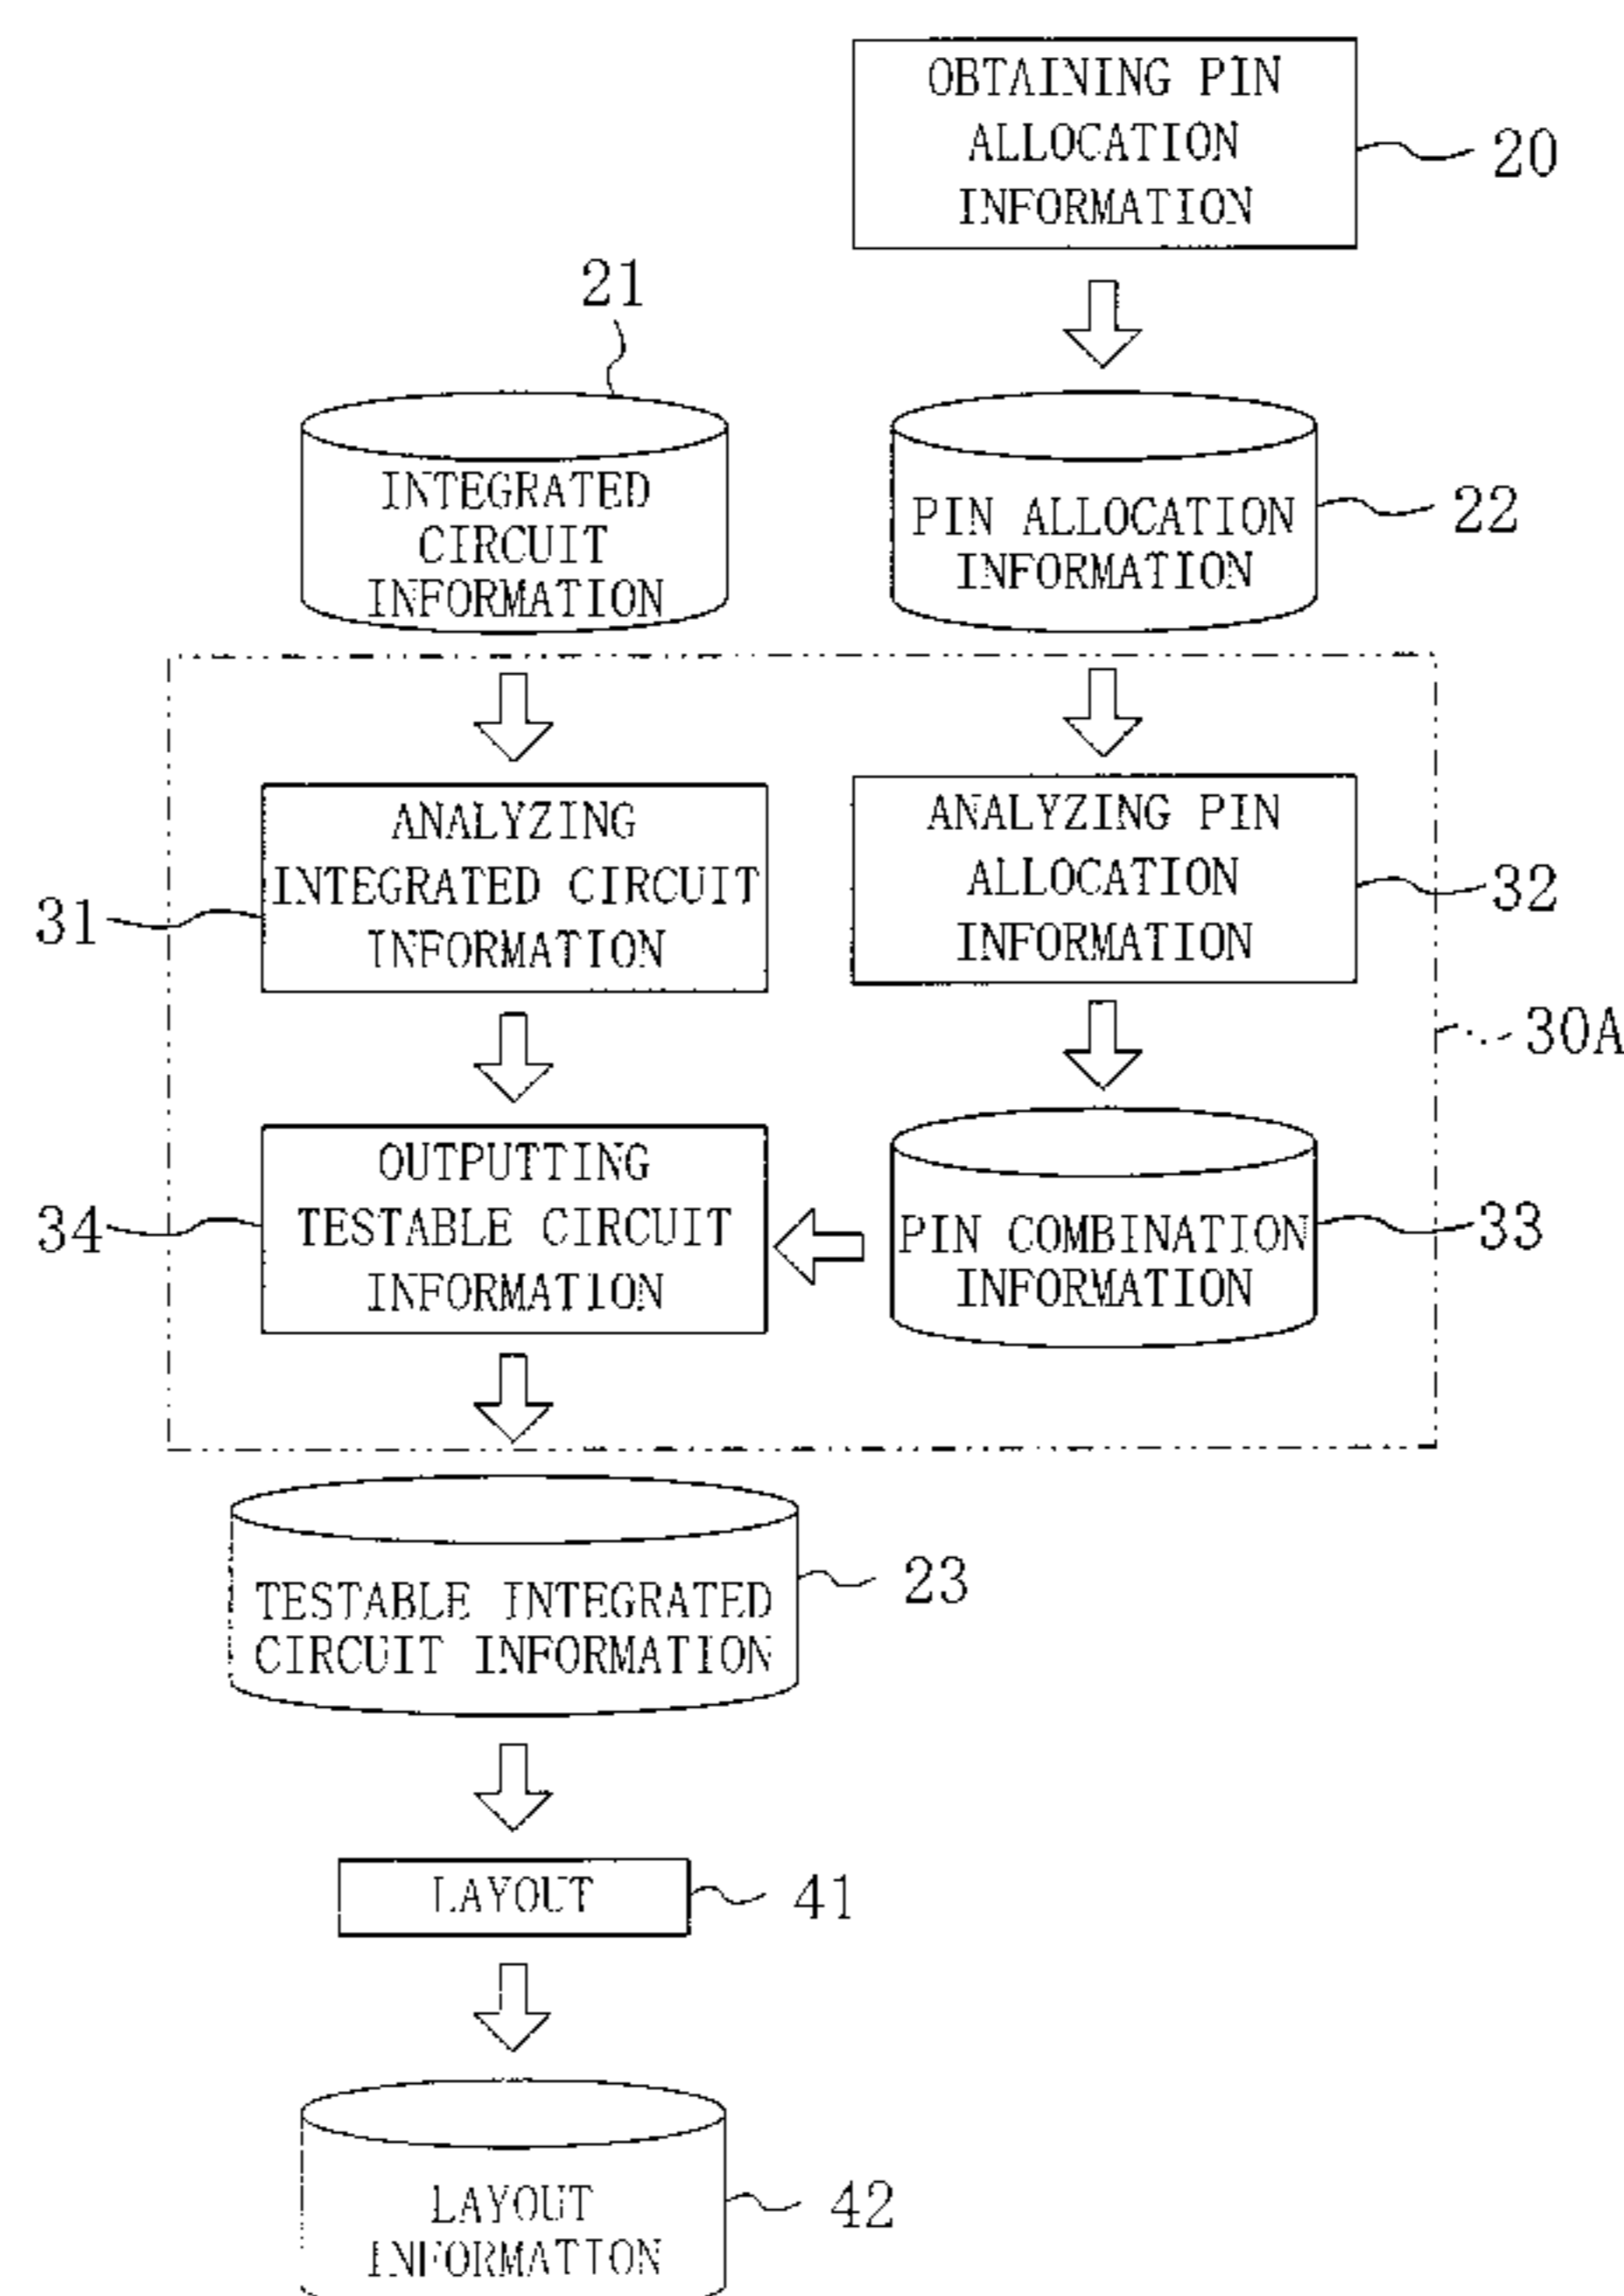 OBTAINING PIN
ALLOCATION
INFORMATION
20
21
INTEGRATED
CIRCUIT
INFORMATION
PIN ALLOCATION
INFORMATION
22
ANALYZING
INTEGRATED CIRCUIT
INFORMATION
31
ANALYZING PIN
ALLOCATION
INFORMATION
32
30A
OUTPUTTING
TESTABLE CIRCUIT
INFORMATION
34
PIN COMBINATION
INFORMATION
33
TESTABLE INTEGRATED
CIRCUIT INFORMATION
23
LAYOUT
41
LAYOUT
INFORMATION
42